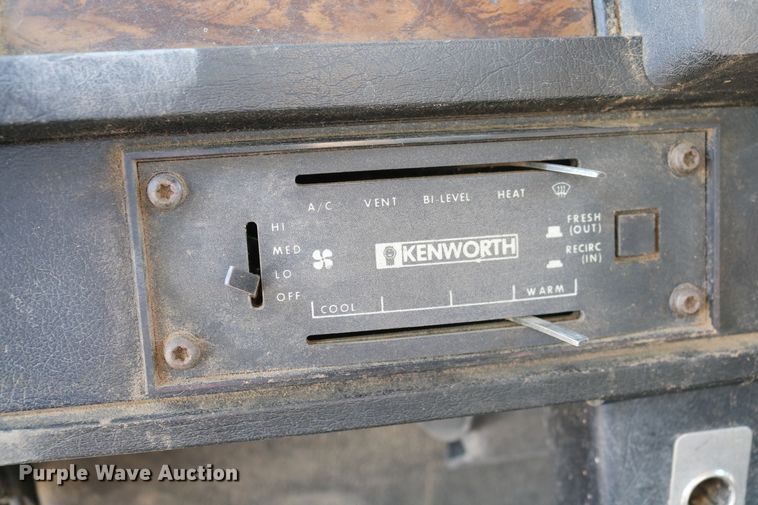 A/C VENT BI-LEVEL HEAT
HI
MED
LO
OFF
KENWORTH
FRESH
(OUT)
RECIRC
(IN)
COOL WARM
Purple Wave Auction